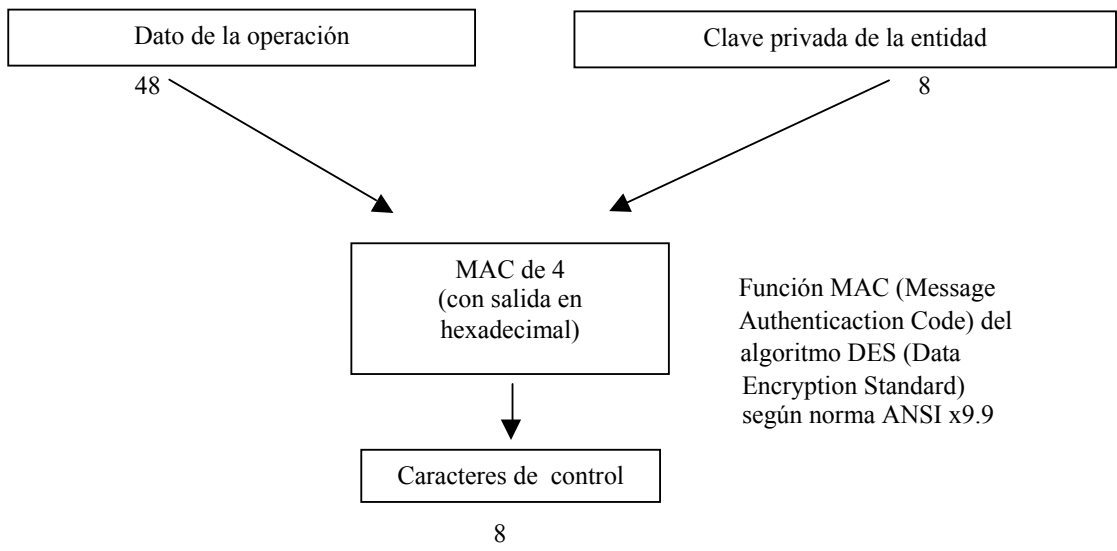 Dato de la operación
Clave privada de la entidad
48
8
MAC de 4
(con salida en
hexadecimal)
Función MAC (Message
Authenticaction Code) del
algoritmo DES (Data
Encryption Standard)
según norma ANSI x9.9
Caracteres de control
8